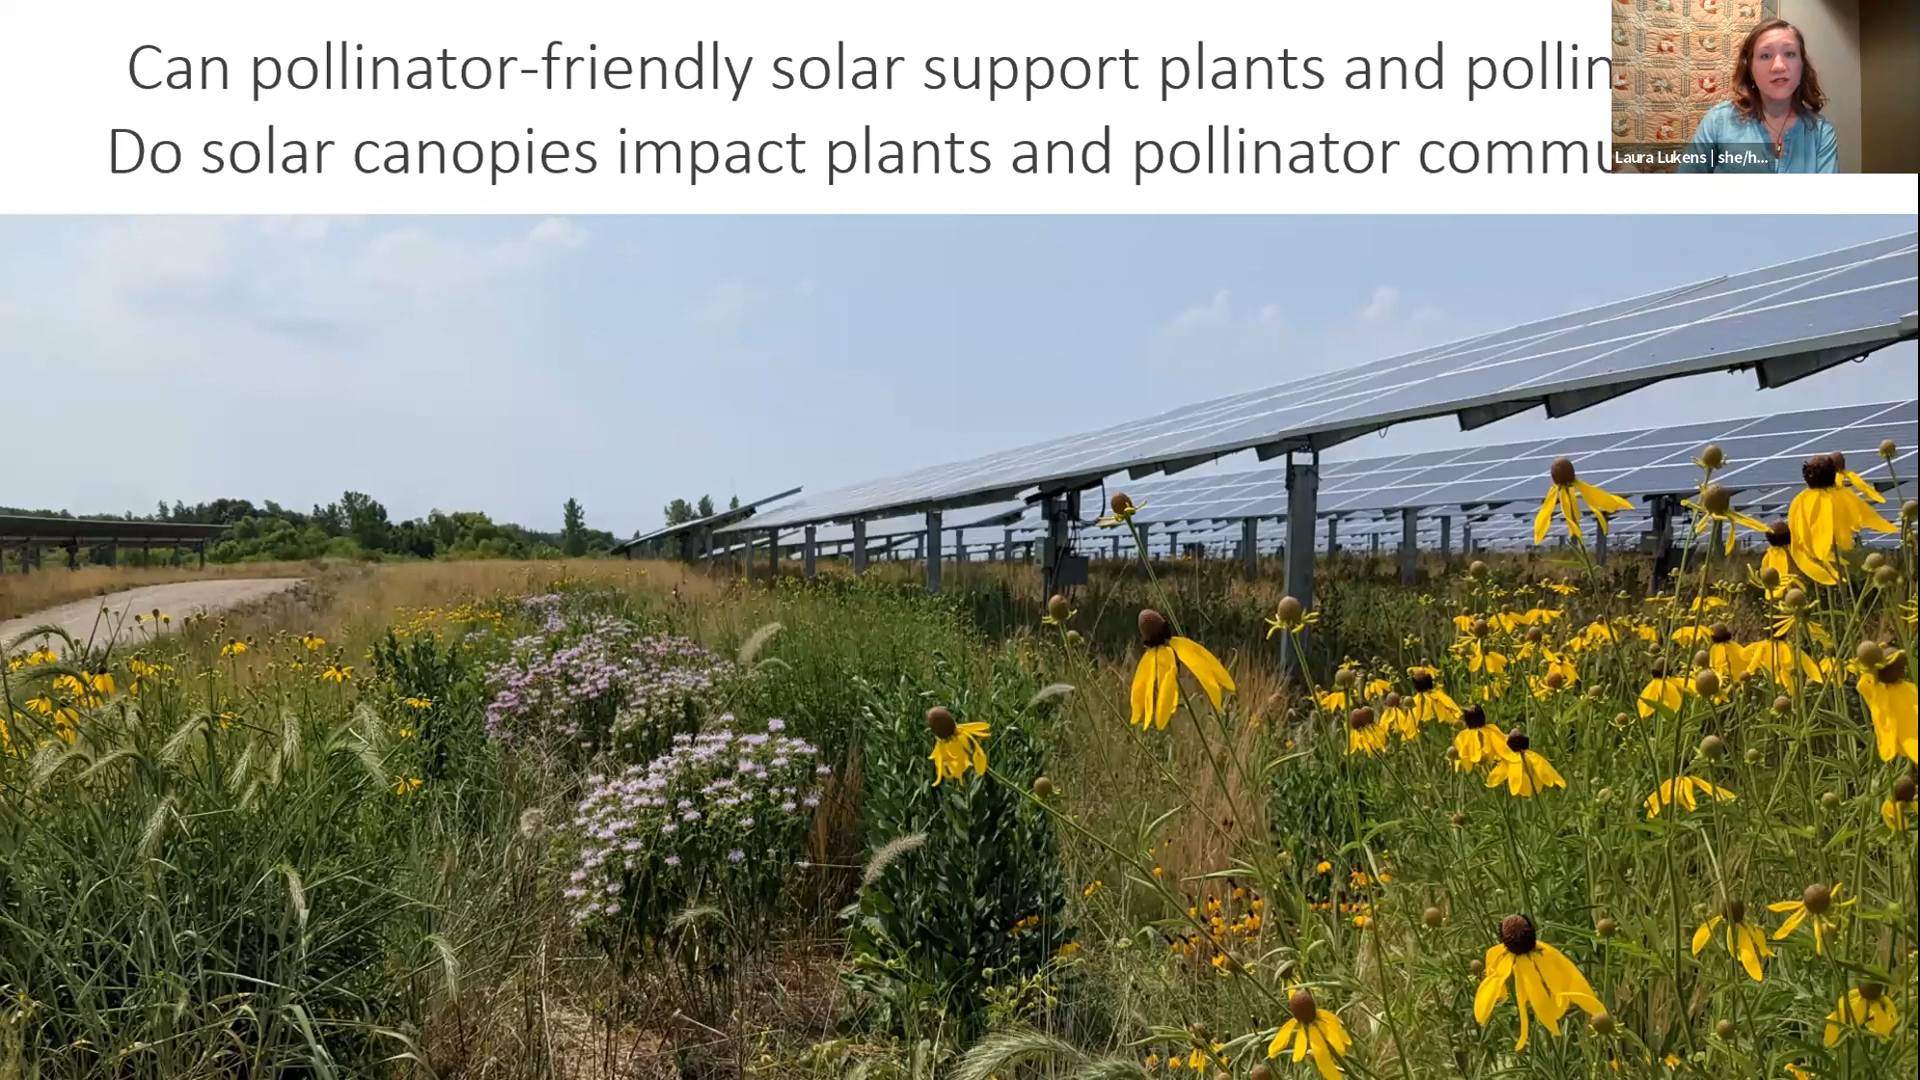 Can pollinator-friendly solar support plants and pollin
Do solar canopies impact plants and pollinator commu
Laura Lukens | she/h...